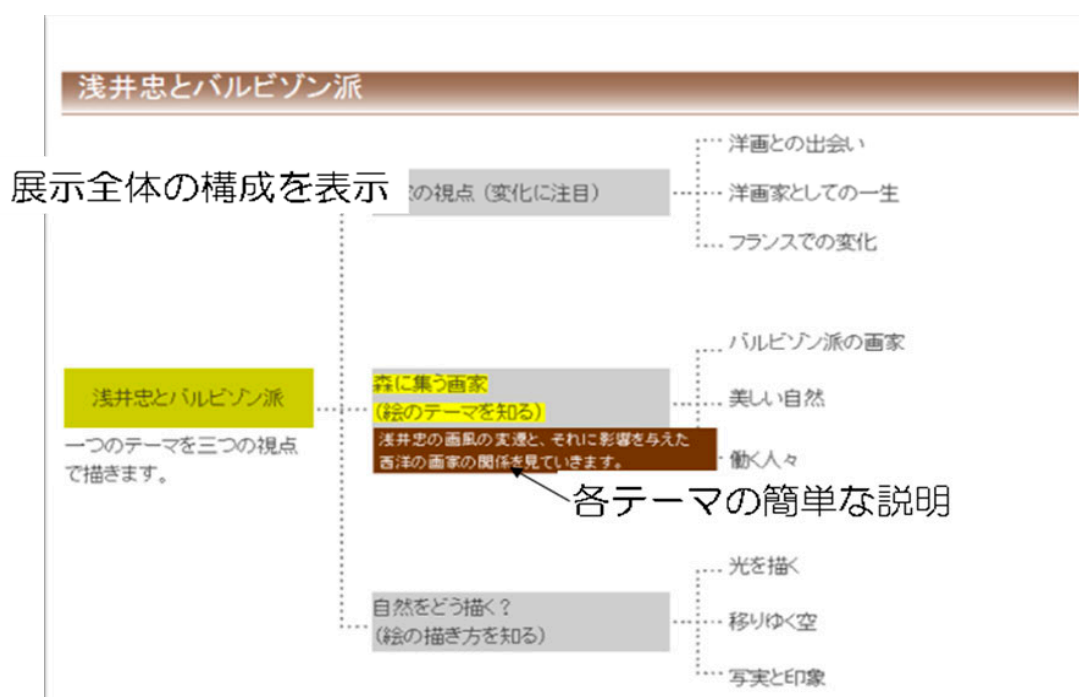 浅井忠とバルビゾン派
展示全体の構成を表示
の視点（変化に注目）
洋画との出会い
洋画家としての一生
フランスでの変化
浅井忠とバルビゾン派
一つのテーマを三つの視点
で描きます。
森に集う画家
(絵のテーマを知る)
浅井忠の画風の変遷と、それに影響を与えた
西洋の画家の関係を見ていきます。
バルビゾン派の画家
美しい自然
働く人々
各テーマの簡単な説明
自然をどう描く？
(絵の描き方を知る)
光を描く
移りゆく空
写実と印象